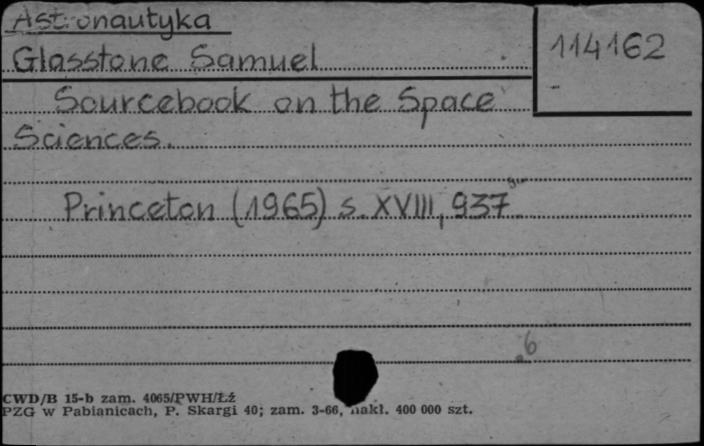 Astronautyka
114162
Glasstone Samuel
Sourcebook on the Space
Sciences.
Princeton (1965) s. XVIII, 937
6
CWD/B 15-b zam. 4065/PWH/Łź
PZG w Pabianicach, P. Skargi 40; zam. 3-66, nakł. 400 000 szt.